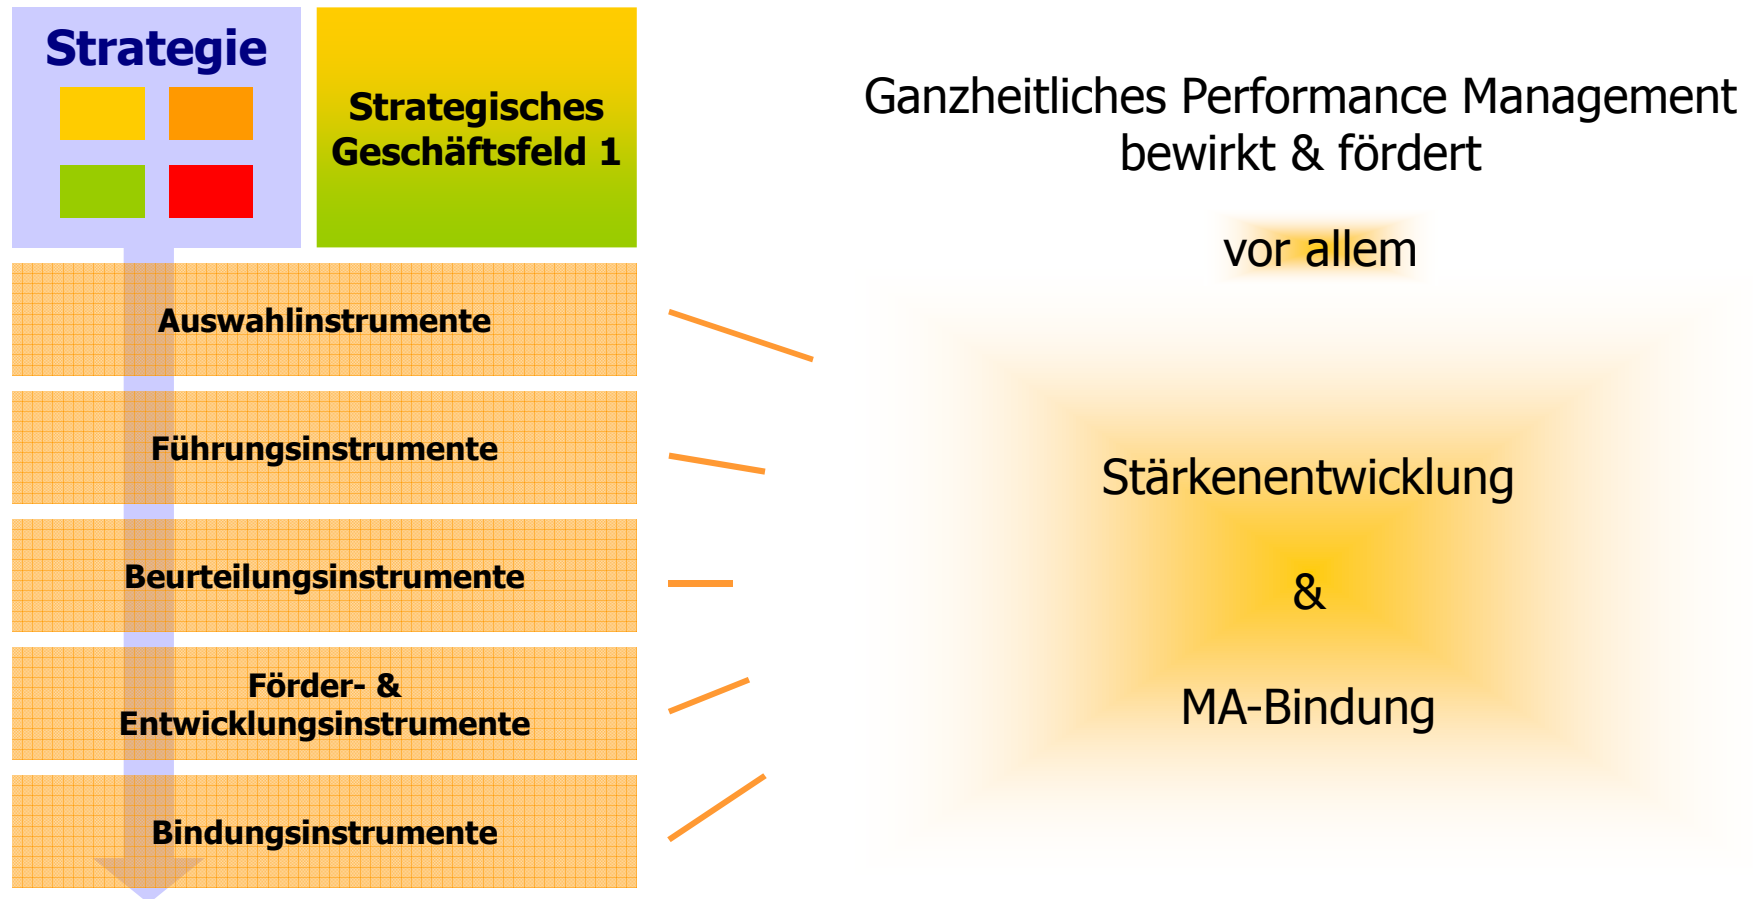 Strategie
Strategisches
Geschäftsfeld 1
Auswahlinstrumente
Führungsinstrumente
Beurteilungsinstrumente
Förder- &
Entwicklungsinstrumente
Bindungsinstrumente
Ganzheitliches Performance Management
bewirkt & fördert
vor allem
Stärkenentwicklung
&
MA-Bindung